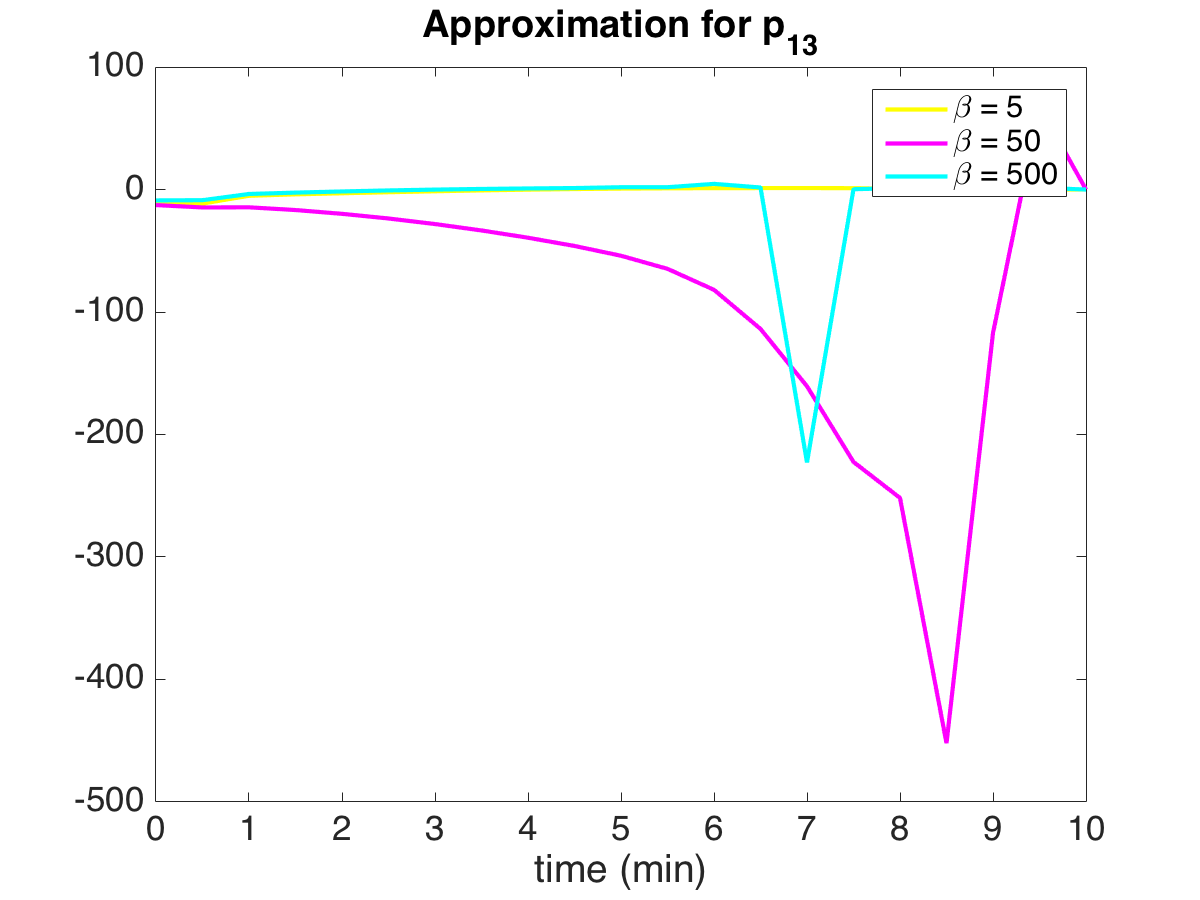 Approximation for p₁₃
100
0
-100
-200
-300
-400
-500
β = 5
β = 50
β = 500
0 1 2 3 4 5 6 7 8 9 10
time (min)